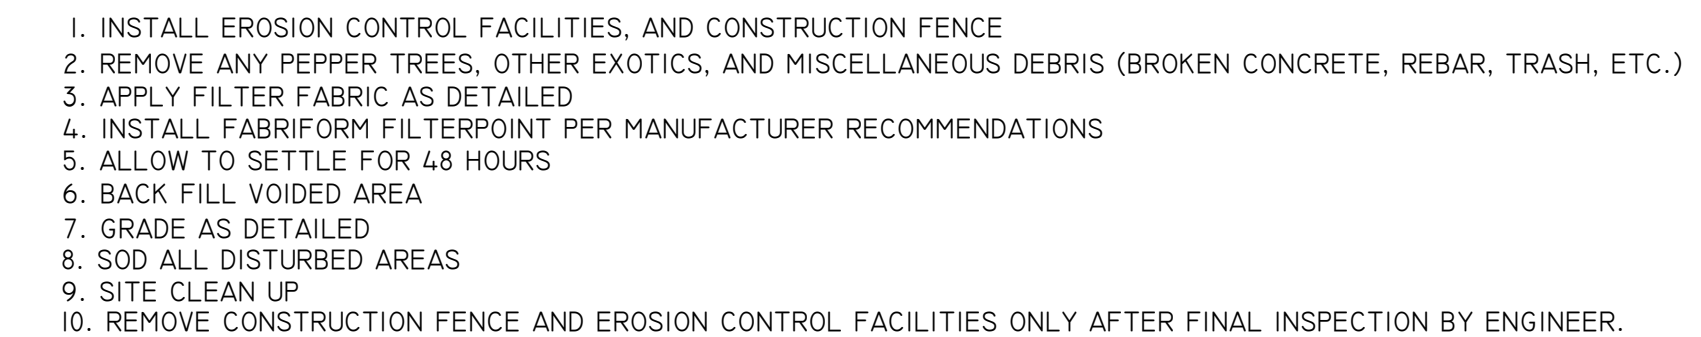 1. INSTALL EROSION CONTROL FACILITIES, AND CONSTRUCTION FENCE
2. REMOVE ANY PEPPER TREES, OTHER EXOTICS, AND MISCELLANEOUS DEBRIS (BROKEN CONCRETE, REBAR, TRASH, ETC.)
3. APPLY FILTER FABRIC AS DETAILED
4. INSTALL FABRIFORM FILTERPOINT PER MANUFACTURER RECOMMENDATIONS
5. ALLOW TO SETTLE FOR 48 HOURS
6. BACK FILL VOIDED AREA
7. GRADE AS DETAILED
8. SOD ALL DISTURBED AREAS
9. SITE CLEAN UP
10. REMOVE CONSTRUCTION FENCE AND EROSION CONTROL FACILITIES ONLY AFTER FINAL INSPECTION BY ENGINEER.